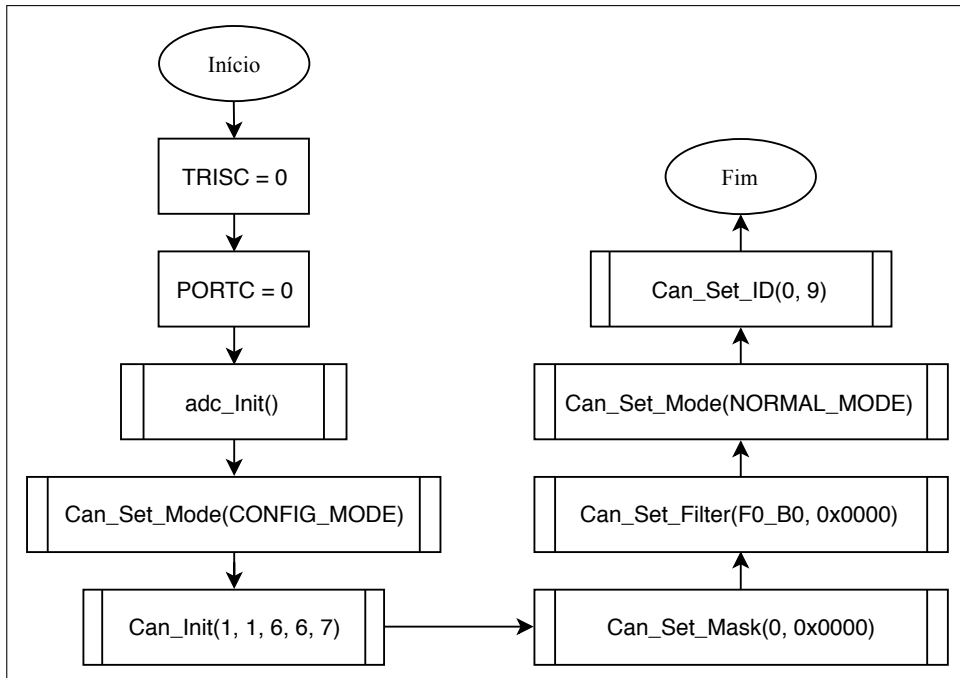 Início
TRISC = 0
PORTC = 0
adc_Init()
Can_Set_Mode(CONFIG_MODE)
Can_Init(1, 1, 6, 6, 7)
Can_Set_Mask(0, 0x0000)
Can_Set_Filter(F0_B0, 0x0000)
Can_Set_Mode(NORMAL_MODE)
Can_Set_ID(0, 9)
Fim